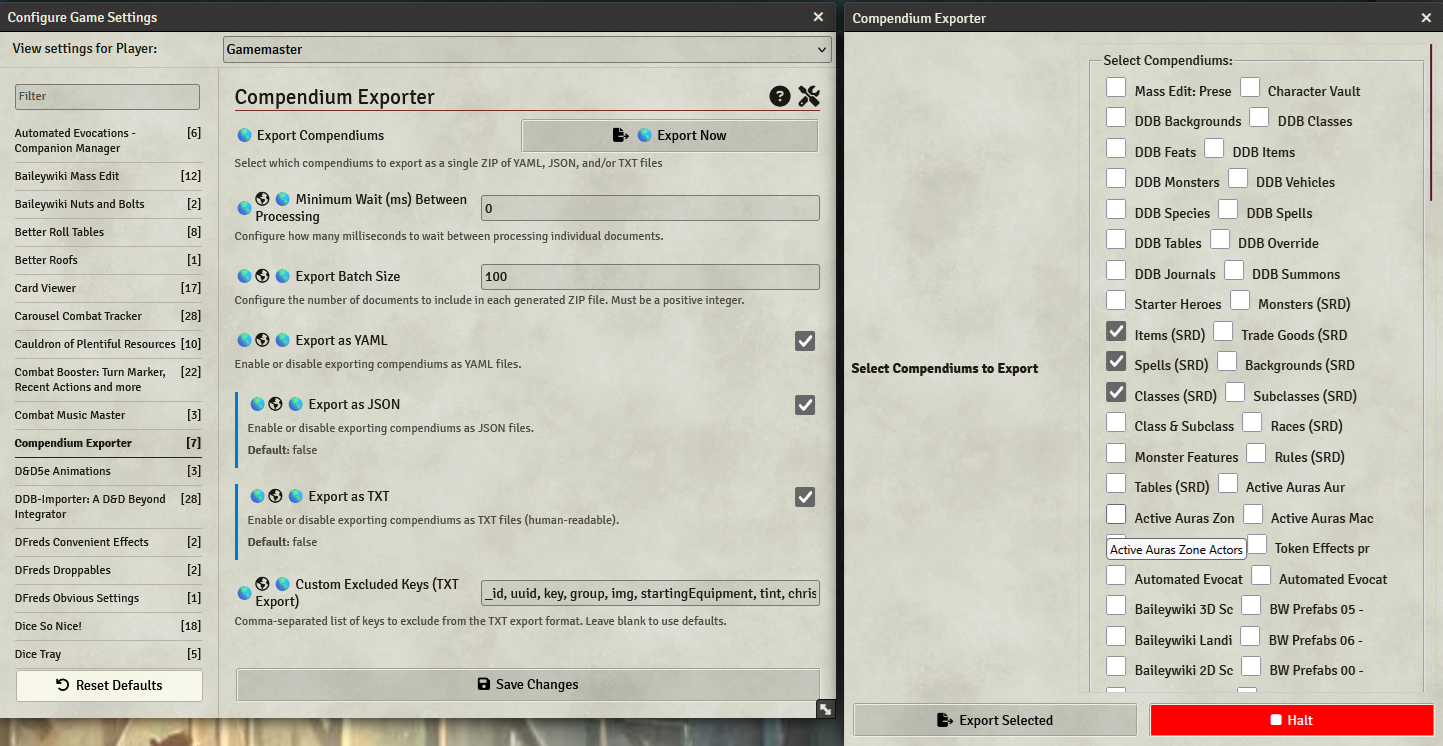 Configure Game Settings
View settings for Player:
Gamemaster
Filter
Automated Evocations -
Companion Manager
[6]
Baileywiki Mass Edit
[12]
Baileywiki Nuts and Bolts
[2]
Better Roll Tables
[8]
Better Roofs
[1]
Card Viewer
[17]
Carousel Combat Tracker
[28]
Cauldron of Plentiful Resources
[10]
Combat Booster: Turn Marker,
Recent Actions and more
[22]
Combat Music Master
[3]
Compendium Exporter
[7]
D&D5e Animations
[3]
DDB-Importer: A D&D Beyond
Integrator
[28]
DFreds Convenient Effects
[2]
DFreds Droppables
[2]
DFreds Obvious Settings
[1]
Dice So Nice!
[18]
Dice Tray
[5]
Reset Defaults
Compendium Exporter
Export Compendiums
Export Now
Select which compendiums to export as a single ZIP of YAML, JSON, and/or TXT files
Minimum Wait (ms) Between
Processing
0
Configure how many milliseconds to wait between processing individual documents.
Export Batch Size
100
Configure the number of documents to include in each generated ZIP file. Must be a positive integer.
Export as YAML
Enable or disable exporting compendiums as YAML files.
Export as JSON
Enable or disable exporting compendiums as JSON files.
Default: false
Export as TXT
Enable or disable exporting compendiums as TXT files (human-readable).
Default: false
Custom Excluded Keys (TXT
Export)
_id, uuid, key, group, img, startingEquipment, tint, chris
Comma-separated list of keys to exclude from the TXT export format. Leave blank to use defaults.
Save Changes
Compendium Exporter
Select Compendiums to Export
Select Compendiums:
Mass Edit: Prese Character Vault
DDB Backgrounds DDB Classes
DDB Feats DDB Items
DDB Monsters DDB Vehicles
DDB Species DDB Spells
DDB Tables DDB Override
DDB Journals DDB Summons
Starter Heroes Monsters (SRD)
Items (SRD) Trade Goods (SRD
Spells (SRD) Backgrounds (SRD
Classes (SRD) Subclasses (SRD)
Class & Subclass Races (SRD)
Monster Features Rules (SRD)
Tables (SRD) Active Auras Aur
Active Auras Zon Active Auras Mac
Active Auras Zone Actors Token Effects pr
Automated Evocat Automated Evocat
Baileywiki 3D Sc BW Prefabs 05 -
Baileywiki Landi BW Prefabs 06 -
Baileywiki 2D Sc BW Prefabs 00 -
Export Selected
Halt